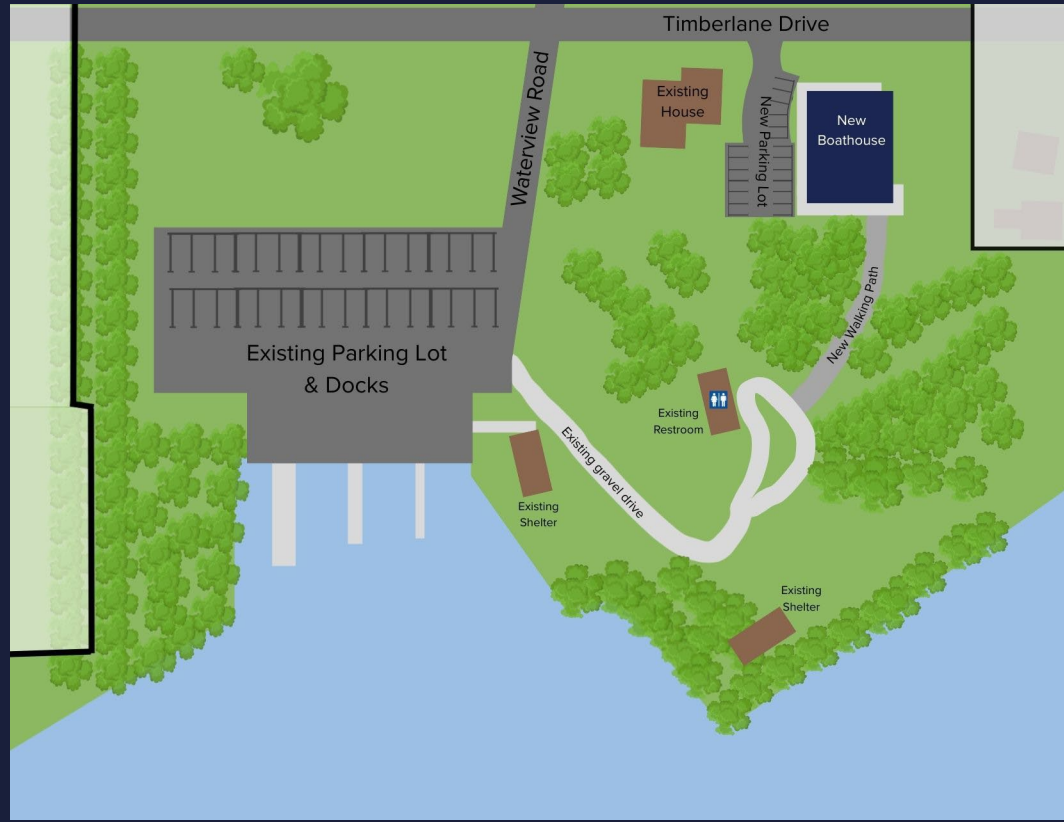 Timberlane Drive
Waterview Road
Existing
House
New Parking Lot
New
Boathouse
Existing Parking Lot
& Docks
New Walking Path
Existing
Restroom
Existing gravel drive
Existing
Shelter
Existing
Shelter